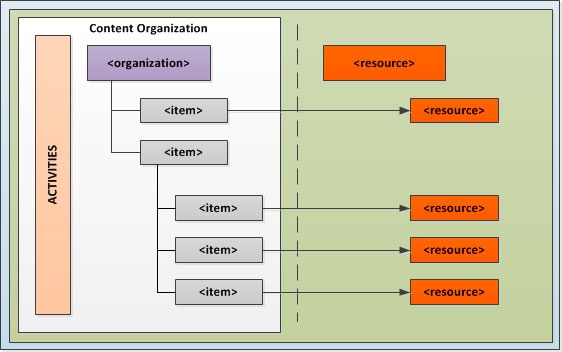 Content Organization
ACTIVITIES
<organization>
<resource>
<item>
<resource>
<item>
<item>
<resource>
<item>
<resource>
<item>
<resource>